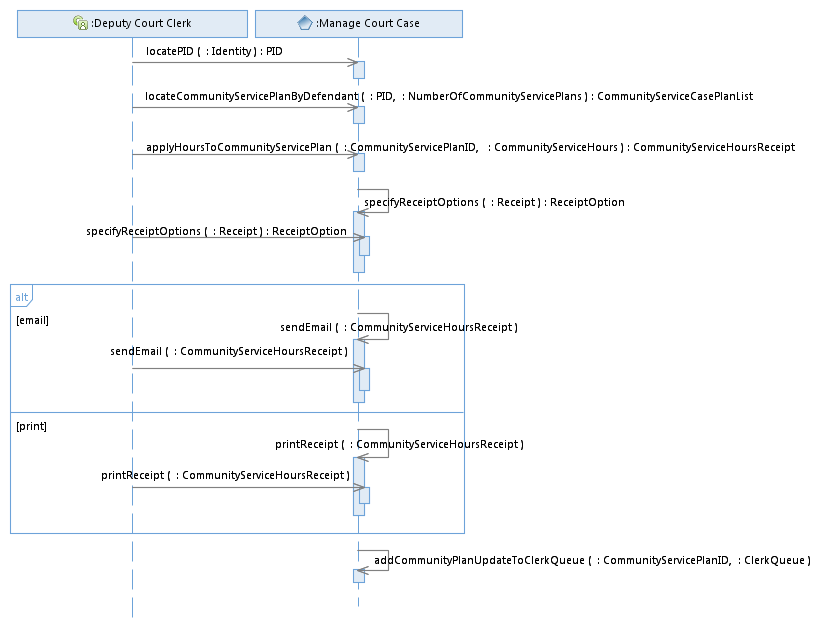 :Deputy Court Clerk
:Manage Court Case
locatePID ( : Identity ) : PID
locateCommunityServicePlanByDefendant ( : PID, : NumberOfCommunityServicePlans ) : CommunityServiceCasePlanList
applyHoursToCommunityServicePlan ( : CommunityServicePlanID, : CommunityServiceHours ) : CommunityServiceHoursReceipt
specifyReceiptOptions ( : Receipt ) : ReceiptOption
specifyReceiptOptions ( : Receipt ) : ReceiptOption
alt
[email]
sendEmail ( : CommunityServiceHoursReceipt )
sendEmail ( : CommunityServiceHoursReceipt )
[print]
printReceipt ( : CommunityServiceHoursReceipt )
printReceipt ( : CommunityServiceHoursReceipt )
addCommunityPlanUpdateToClerkQueue ( : CommunityServicePlanID, : ClerkQueue )